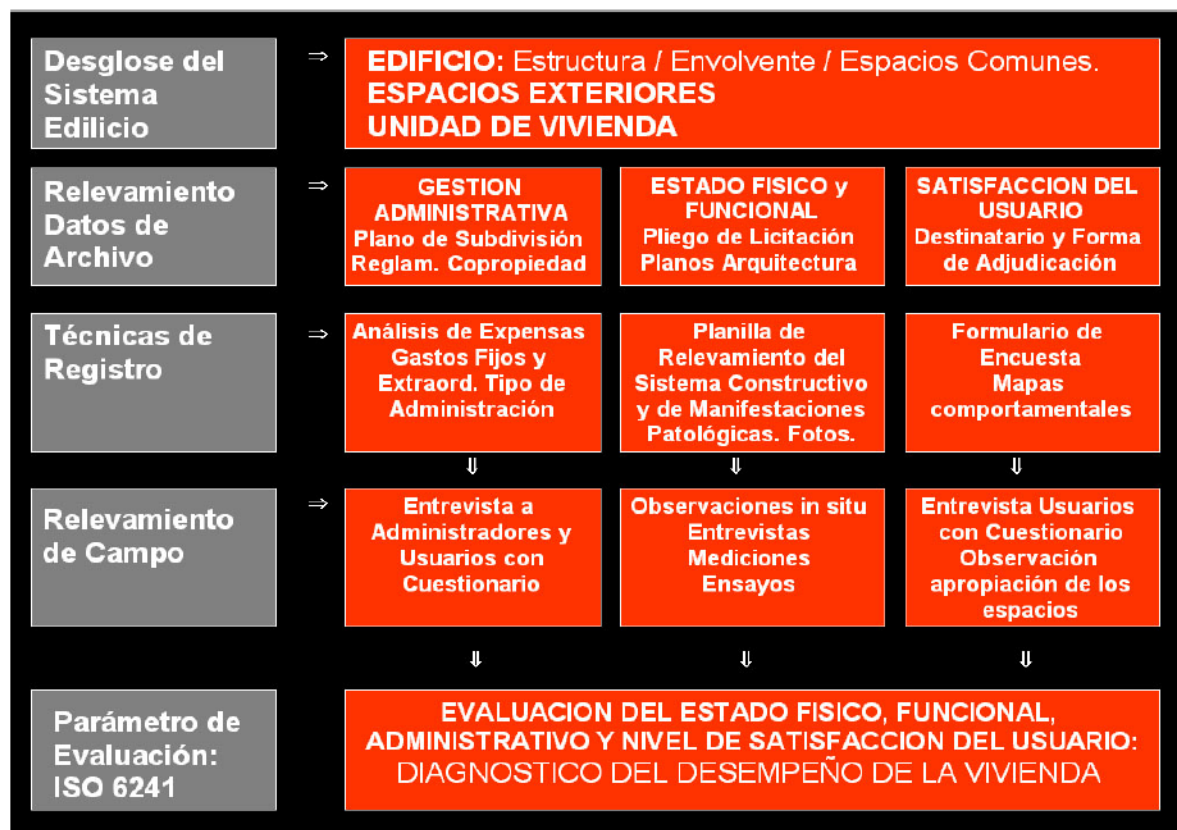 Desglose del
Sistema
Edilicio
⇒
EDIFICIO: Estructura / Envolvente / Espacios Comunes.
ESPACIOS EXTERIORES
UNIDAD DE VIVIENDA
Relevamiento
Datos de
Archivo
⇒
GESTION
ADMINISTRATIVA
Plano de Subdivisión
Reglam. Copropiedad
ESTADO FISICO y
FUNCIONAL
Pliego de Licitación
Planos Arquitectura
SATISFACCION DEL
USUARIO
Destinatario y Forma
de Adjudicación
Técnicas de
Registro
⇒
Análisis de Expensas
Gastos Fijos y
Extraord. Tipo de
Administración
Planilla de
Relevamiento del
Sistema Constructivo
y de Manifestaciones
Patológicas. Fotos.
Formulario de
Encuesta
Mapas
comportamentales
⇓ ⇓ ⇓
Relevamiento
de Campo
⇒
Entrevista a
Administradores y
Usuarios con
Cuestionario
Observaciones in situ
Entrevistas
Mediciones
Ensayos
Entrevista Usuarios
con Cuestionario
Observación
apropiación de los
espacios
⇓ ⇓ ⇓
Parámetro de
Evaluación:
ISO 6241
EVALUACION DEL ESTADO FISICO, FUNCIONAL,
ADMINISTRATIVO Y NIVEL DE SATISFACCION DEL USUARIO:
DIAGNOSTICO DEL DESEMPEÑO DE LA VIVIENDA